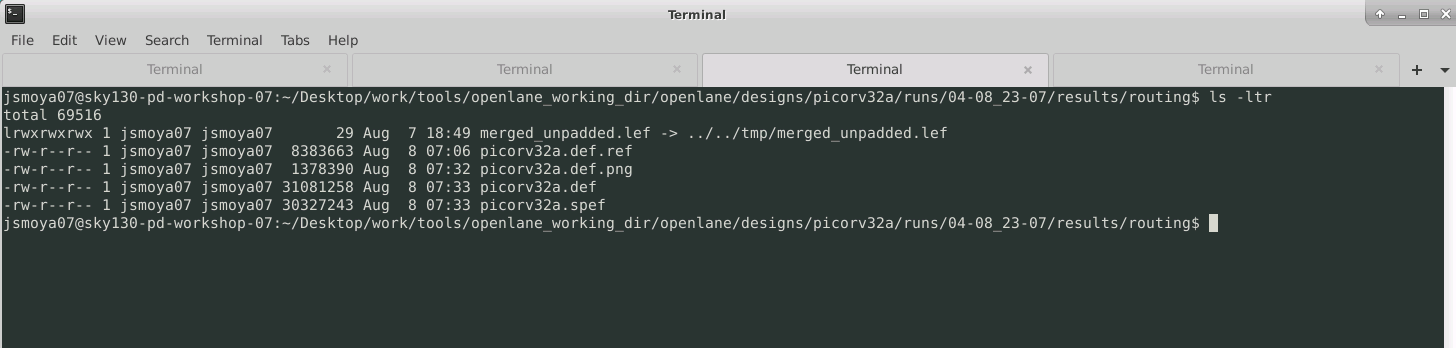 Terminal
File Edit View Search Terminal Tabs Help
Terminal Terminal Terminal Terminal
jsmoya07@sky130-pd-workshop-07:~/Desktop/work/tools/openlane_working_dir/openlane/designs/picorv32a/runs/04-08_23-07/results/routing$ ls -ltr
total 69516
lrwxrwxrwx 1 jsmoya07 jsmoya07       29 Aug  7 18:49 merged_unpadded.lef -> ../../tmp/merged_unpadded.lef
-rw-r--r-- 1 jsmoya07 jsmoya07  8383663 Aug  8 07:06 picorv32a.def.ref
-rw-r--r-- 1 jsmoya07 jsmoya07  1378390 Aug  8 07:32 picorv32a.def.png
-rw-r--r-- 1 jsmoya07 jsmoya07 31081258 Aug  8 07:33 picorv32a.def
-rw-r--r-- 1 jsmoya07 jsmoya07 30327243 Aug  8 07:33 picorv32a.spef
jsmoya07@sky130-pd-workshop-07:~/Desktop/work/tools/openlane_working_dir/openlane/designs/picorv32a/runs/04-08_23-07/results/routing$